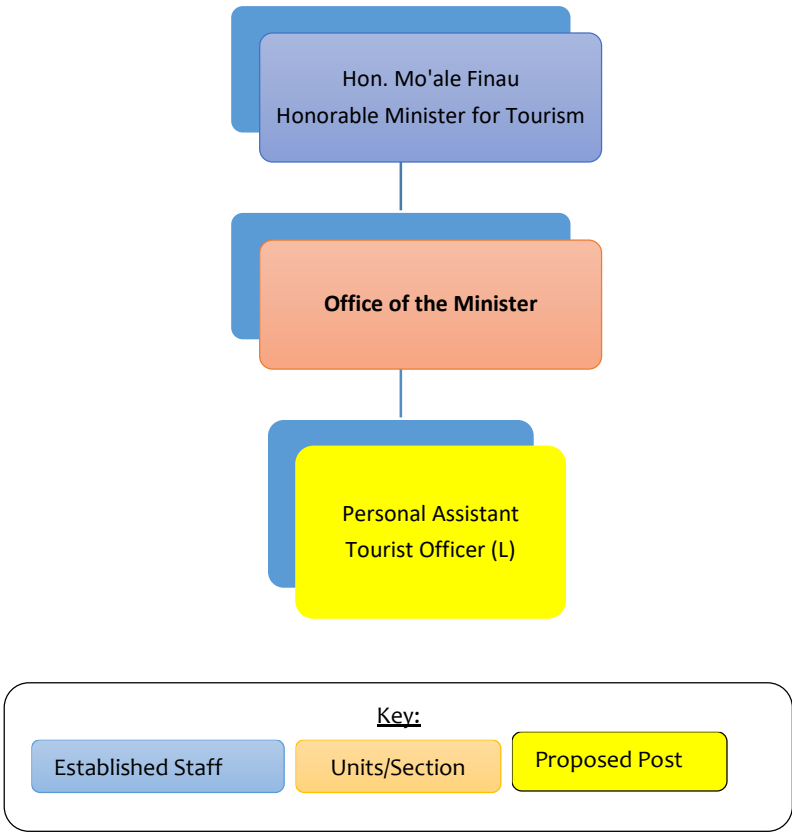 Hon. Mo'ale Finau
Honorable Minister for Tourism
Office of the Minister
Personal Assistant
Tourist Officer (L)
Key:
Established Staff
Units/Section
Proposed Post